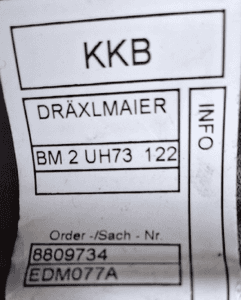 KKB
DRÄXLMAIER
BM 2 UH73 122
Order -/Sach - Nr.
8809734
EDM077A
INFO